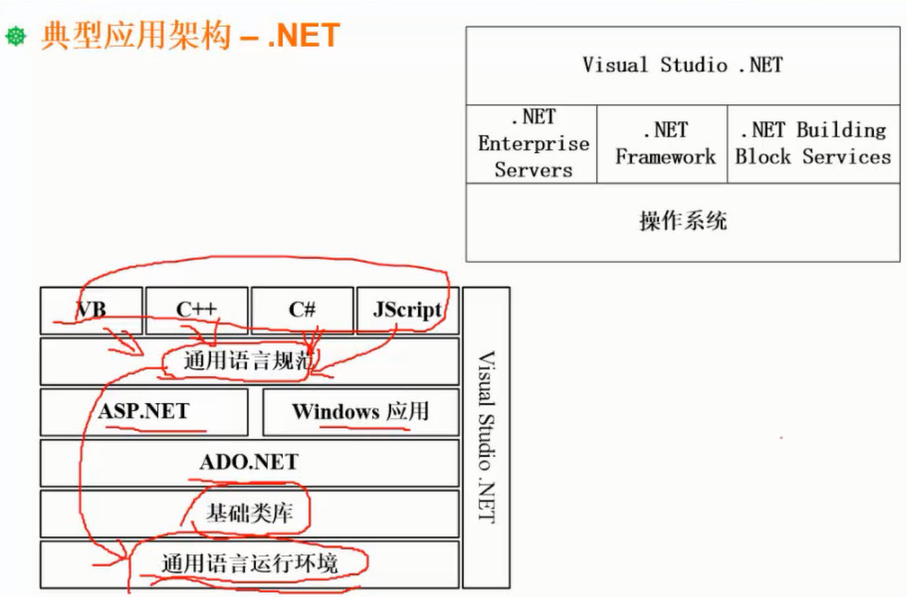 典型应用架构 – .NET
Visual Studio .NET
.NET
Enterprise
Servers
.NET
Framework
.NET Building
Block Services
操作系统
VB
C++
C#
JScript
通用语言规范
ASP.NET
Windows 应用
ADO.NET
基础类库
通用语言运行环境
Visual Studio .NET